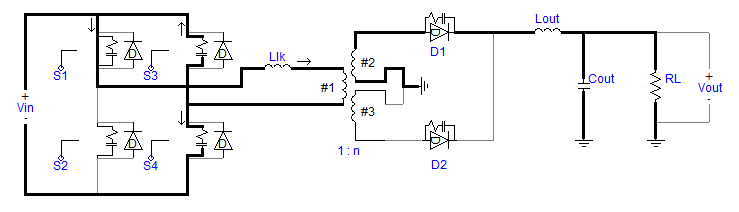 Lout
D
D
D1
S1
S3
Llk
#2
+
Vin
-
#1
Cout
RL
+
Vout
-
#3
D
D
S2
S4
1 : n
D2